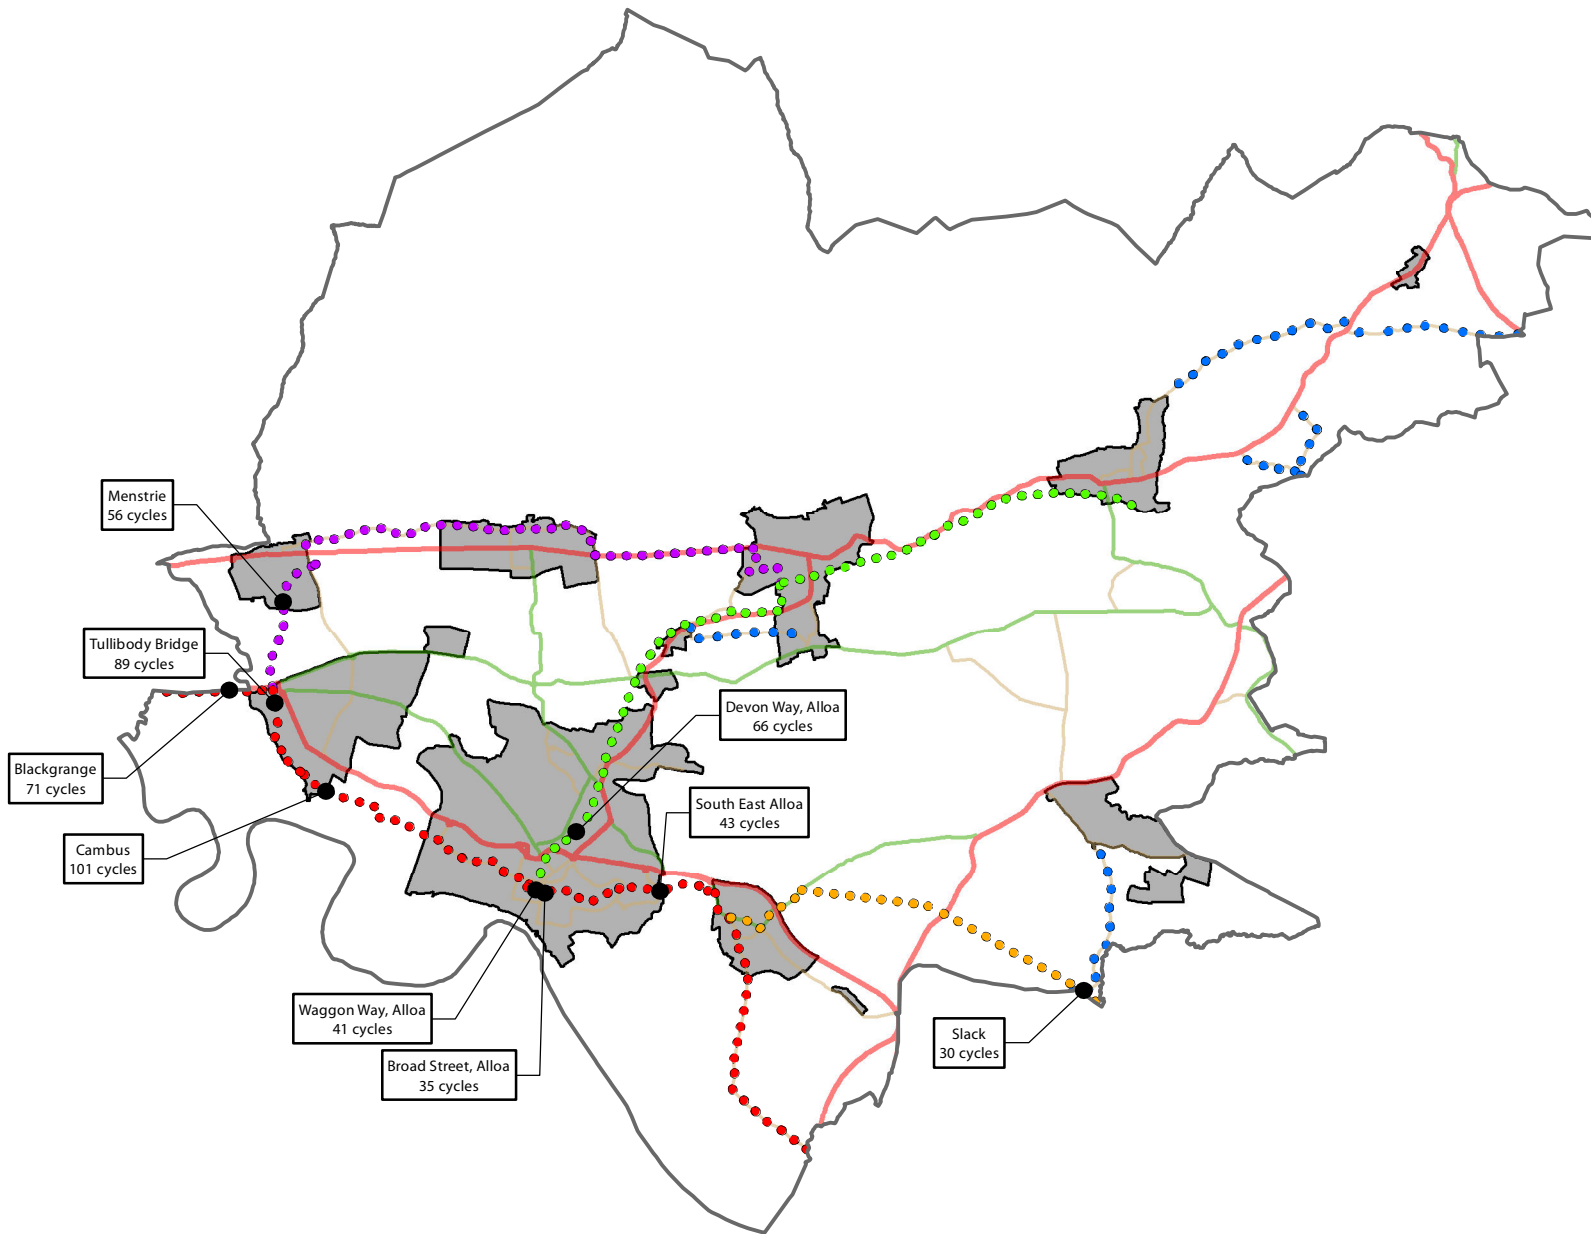 Menstrie
56 cycles
Tullibody Bridge
89 cycles
Devon Way, Alloa
66 cycles
Blackgrange
71 cycles
South East Alloa
43 cycles
Cambus
101 cycles
Waggon Way, Alloa
41 cycles
Slack
30 cycles
Broad Street, Alloa
35 cycles